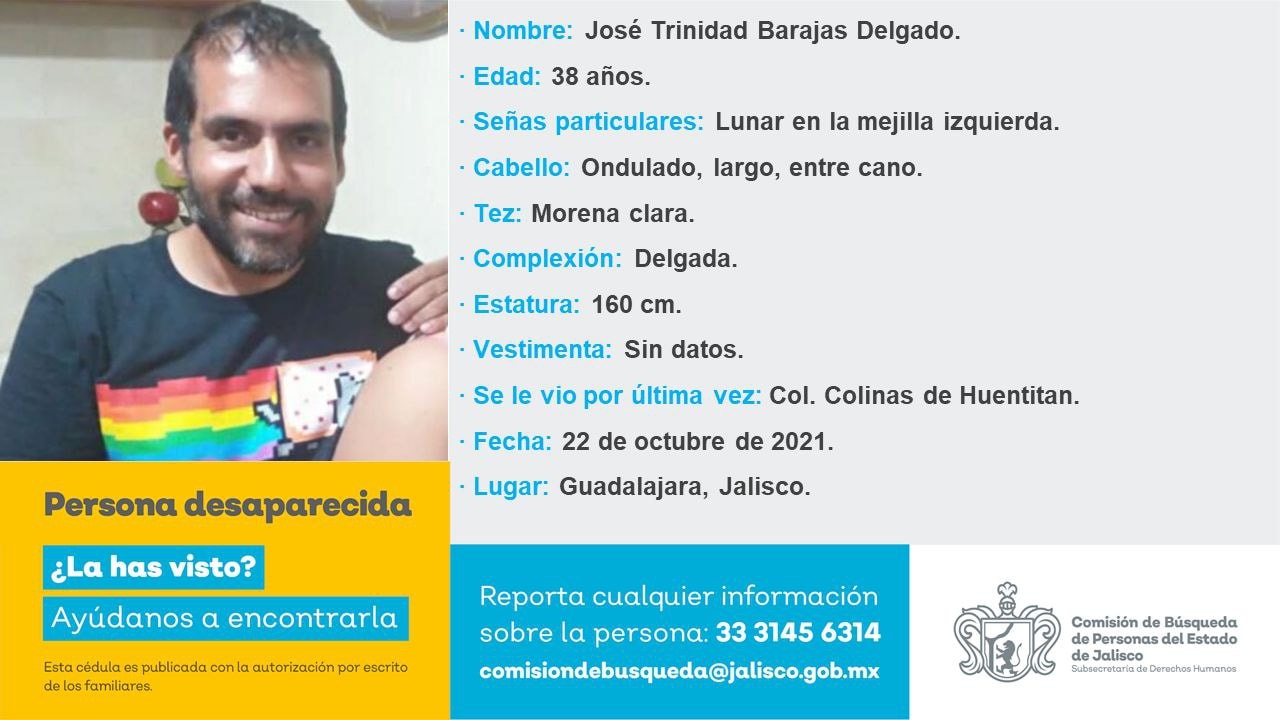 · Nombre: José Trinidad Barajas Delgado.
· Edad: 38 años.
· Señas particulares: Lunar en la mejilla izquierda.
· Cabello: Ondulado, largo, entre cano.
· Tez: Morena clara.
· Complexión: Delgada.
· Estatura: 160 cm.
· Vestimenta: Sin datos.
· Se le vio por última vez: Col. Colinas de Huentitan.
· Fecha: 22 de octubre de 2021.
· Lugar: Guadalajara, Jalisco.
Persona desaparecida
¿La has visto?
Ayúdanos a encontrarla
Esta cédula es publicada con la autorización por escrito
de los familiares.
Reporta cualquier información
sobre la persona: 33 3145 6314
comisiondebusqueda@jalisco.gob.mx
Comisión de Búsqueda
de Personas del Estado
de Jalisco
Subsecretaría de Derechos Humanos